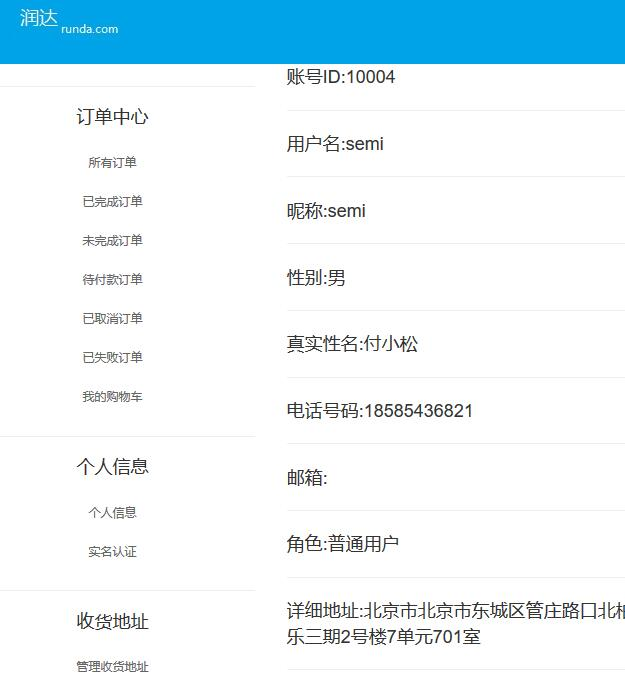 润达
runda.com
订单中心
所有订单
已完成订单
未完成订单
待付款订单
已取消订单
已失败订单
我的购物车
个人信息
个人信息
实名认证
收货地址
管理收货地址
账号ID:10004
用户名:semi
昵称:semi
性别:男
真实性名:付小松
电话号码:18585436821
邮箱:
角色:普通用户
详细地址:北京市北京市东城区管庄路口北
乐三期2号楼7单元701室